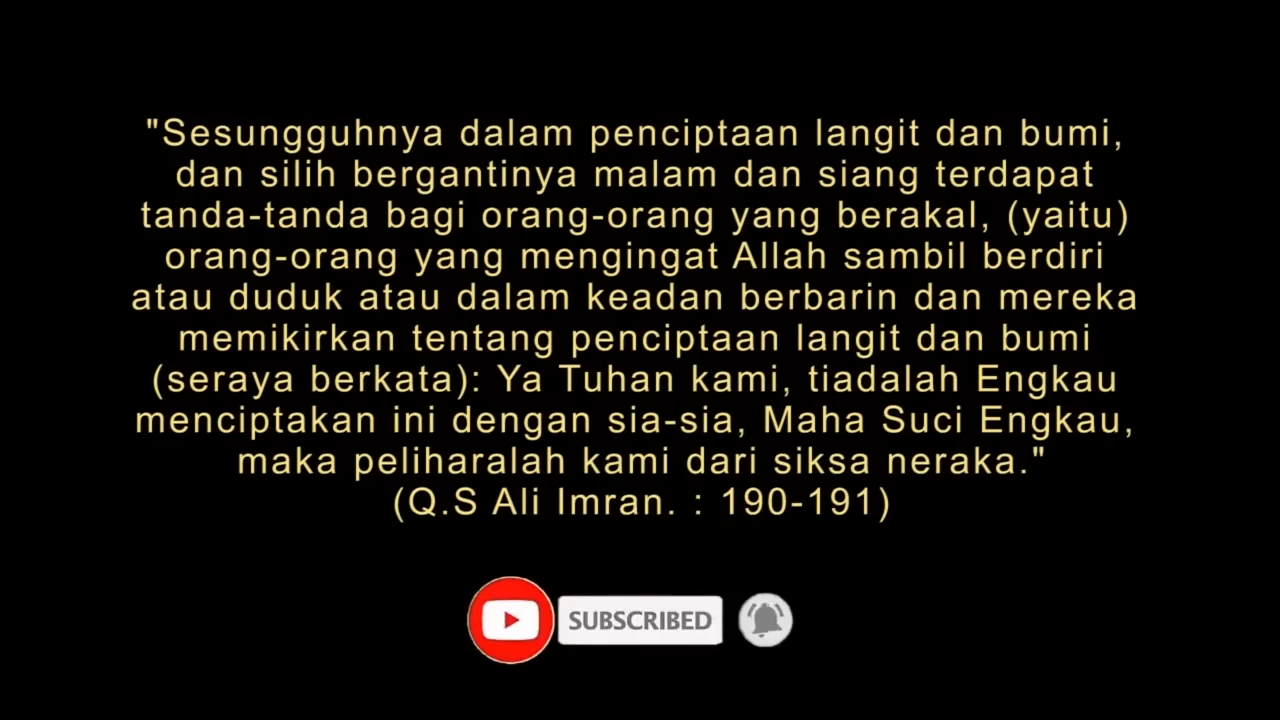 "Sesungguhnya dalam penciptaan langit dan bumi,
dan silih bergantinya malam dan siang terdapat
tanda-tanda bagi orang-orang yang berakal, (yaitu)
orang-orang yang mengingat Allah sambil berdiri
atau duduk atau dalam keadan berbarin dan mereka
memikirkan tentang penciptaan langit dan bumi
(seraya berkata): Ya Tuhan kami, tiadalah Engkau
menciptakan ini dengan sia-sia, Maha Suci Engkau,
maka peliharalah kami dari siksa neraka."
(Q.S Ali Imran. : 190-191)
SUBSCRIBED